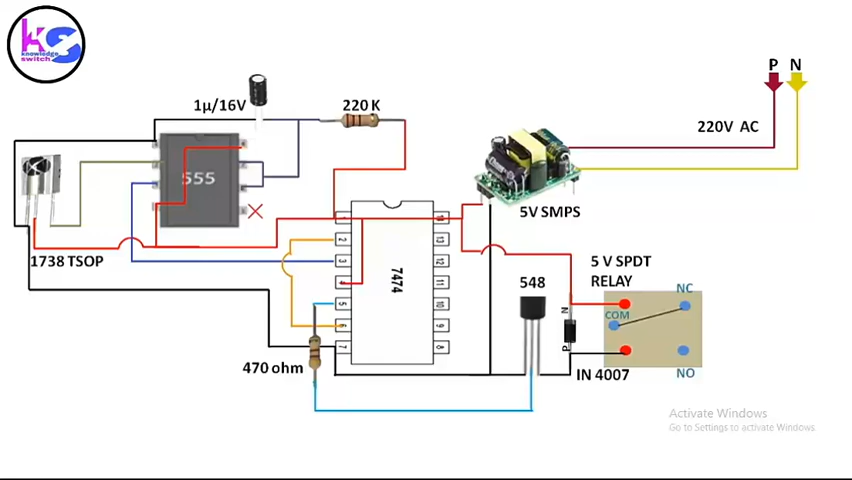 KS
knowledge
switch
P N
1µ/16V
220 K
220V AC
555
5V SMPS
1738 TSOP
1
14
2
13
3
12
4
11
5
10
6
9
7
8
7474
548
5 V SPDT
RELAY
NC
COM
N
P
470 ohm
IN 4007
NO
Activate Windows
Go to Settings to activate Windows.